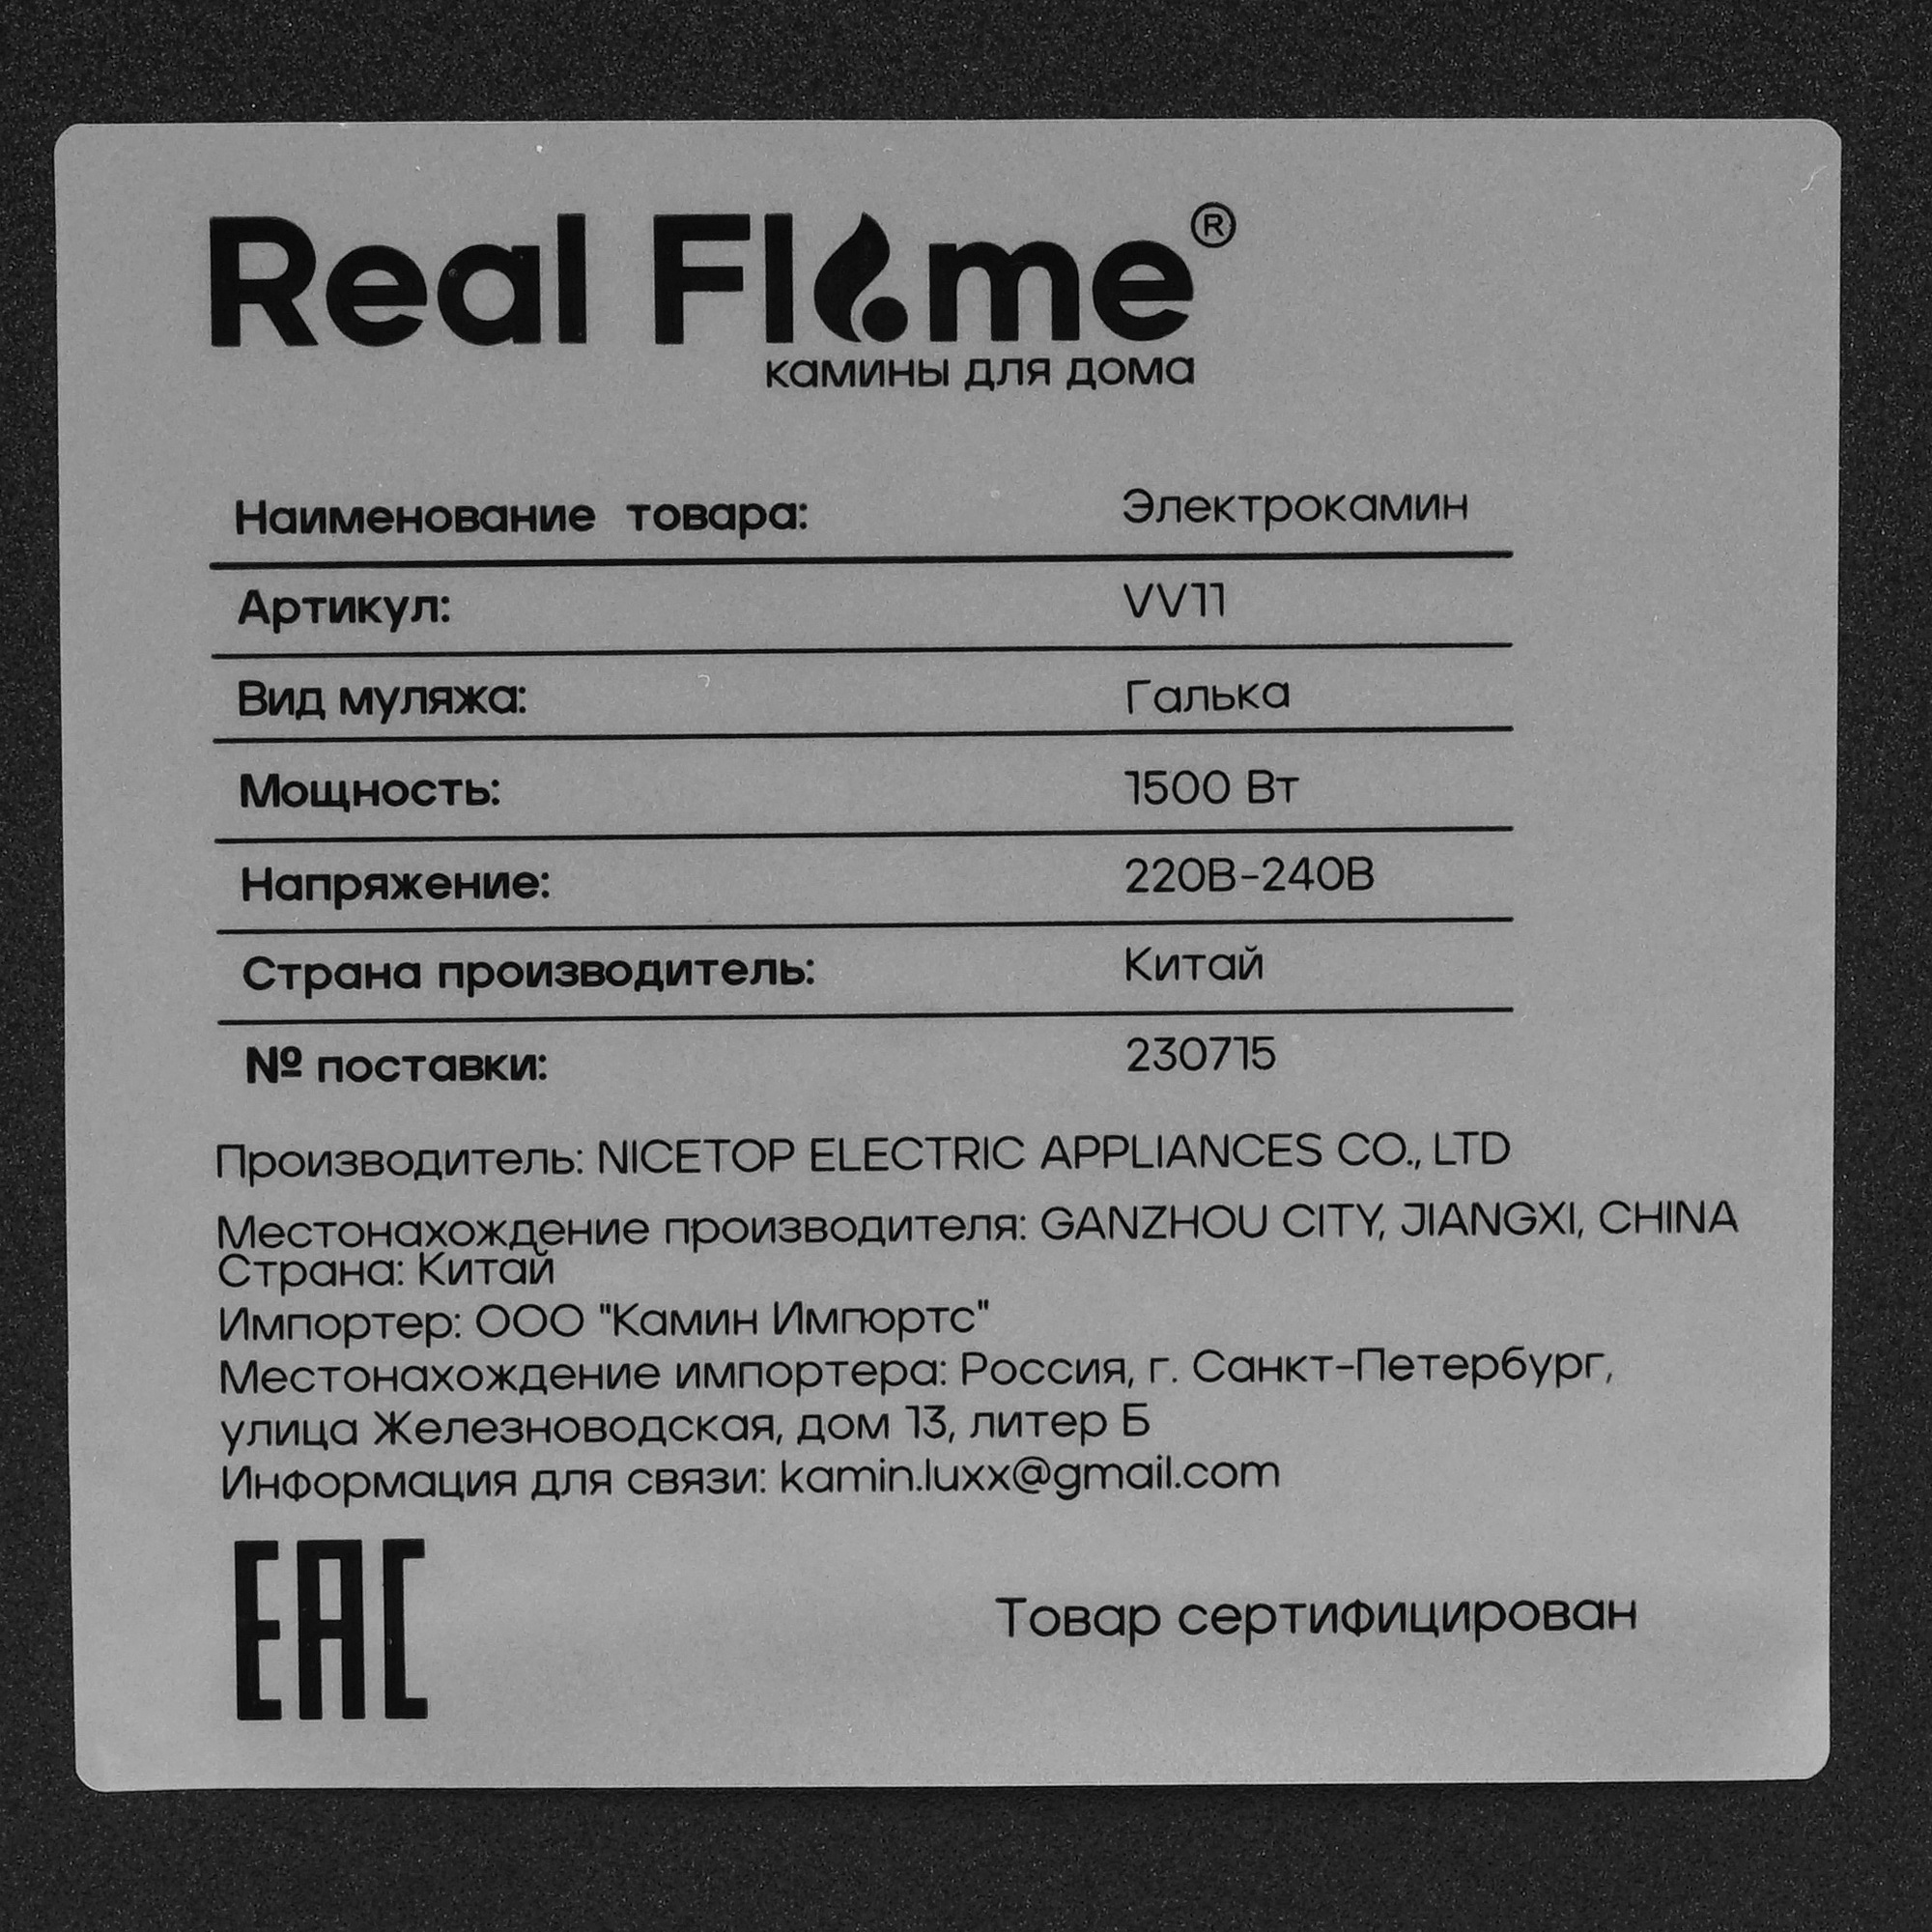 Real Flame®
камины для дома
Наименование товара: Электрокамин
Артикул: VV11
Вид муляжа: Галька
Мощность: 1500 Вт
Напряжение: 220В-240В
Страна производитель: Китай
№ поставки: 230715
Производитель: NICETOP ELECTRIC APPLIANCES CO., LTD
Местонахождение производителя: GANZHOU CITY, JIANGXI, CHINA
Страна: Китай
Импортер: ООО "Камин Импортс"
Местонахождение импортера: Россия, г. Санкт-Петербург,
улица Железноводская, дом 13, литер Б
Информация для связи: kamin.luxx@gmail.com
EAC
Товар сертифицирован